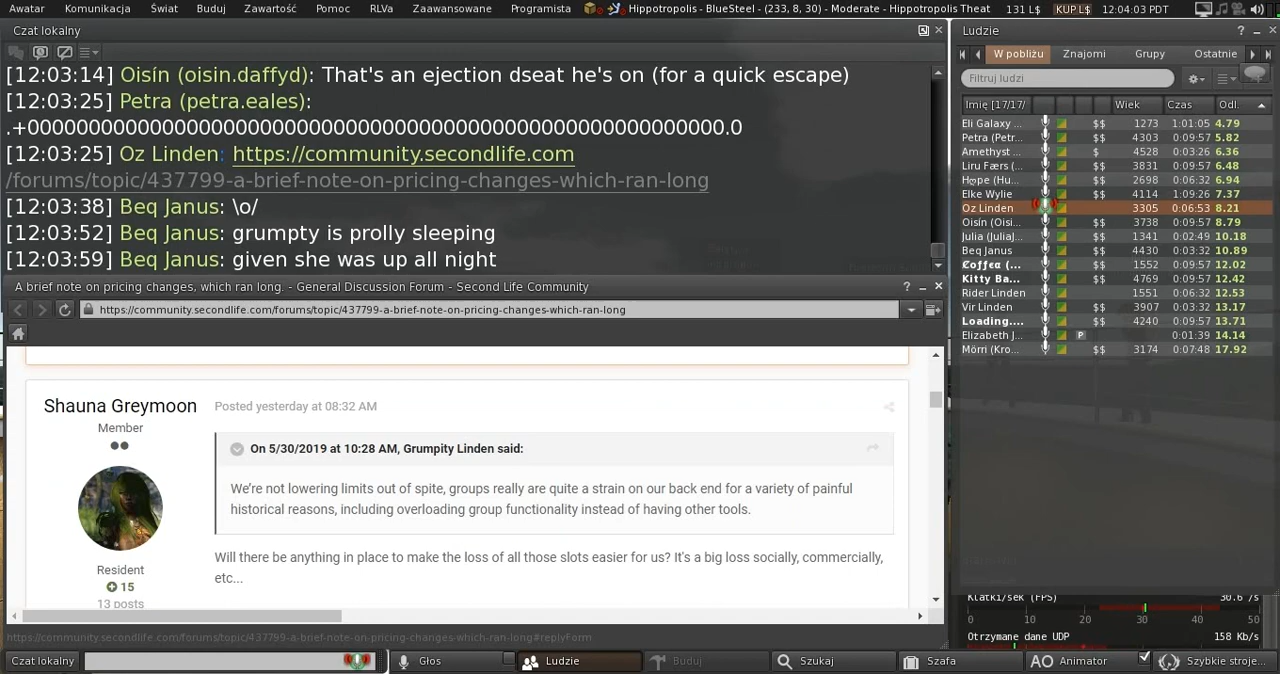 Awatar Komunikacja Świat Buduj Zawartość Pomoc RLVa Zaawansowane Programista Hippotropolis - BlueSteel - (233, 8, 30) - Moderate - Hippotropolis Theat 131 L$ KUP L$ 12:04:03 PDT
Czat lokalny
[12:03:14] Oisín (oisin.daffyd): That's an ejection dseat he's on (for a quick escape)
[12:03:25] Petra (petra.eales):
[12:03:25] Oz Linden: https://community.secondlife.com
/forums/topic/437799-a-brief-note-on-pricing-changes-which-ran-long
[12:03:38] Beq Janus: \o/
[12:03:52] Beq Janus: grumpty is prolly sleeping
[12:03:59] Beq Janus: given she was up all night
A brief note on pricing changes, which ran long. - General Discussion Forum - Second Life Community
https://community.secondlife.com/forums/topic/437799-a-brief-note-on-pricing-changes-which-ran-long
Shauna Greymoon
Posted yesterday at 08:32 AM
Member
On 5/30/2019 at 10:28 AM, Grumpity Linden said:
We're not lowering limits out of spite, groups really are quite a strain on our back end for a variety of painful
historical reasons, including overloading group functionality instead of having other tools.
Will there be anything in place to make the loss of all those slots easier for us? It's a big loss socially, commercially,
etc...
Resident
15
13 posts
https://community.secondlife.com/forums/topic/437799-a-brief-note-on-pricing-changes-which-ran-long#replyForm
Ludzie
W pobliżu Znajomi Grupy Ostatnie
Filtruj ludzi
Imię [17/17/ Wiek Czas Odl.
Eli Galaxy ... $$ 1273 1:01:05 4.79
Petra (Petr... $$ 4303 0:09:57 5.82
Amethyst ... $ 4528 0:03:26 6.36
Liru Færs (... $$ 3831 0:09:57 6.48
Hope (Hu... $$ 2698 0:06:32 6.94
Elke Wylie $$ 4114 1:09:26 7.37
Oz Linden 3305 0:06:53 8.21
Oisín (Oisi... $$ 3738 0:09:57 8.79
Julia (JuliaJ... $$ 1341 0:02:49 10.18
Beq Janus $$ 4430 0:03:32 10.89
Coffee (... $$ 1552 0:09:57 12.02
Kitty Ba... $$ 4769 0:09:57 12.42
Rider Linden 1551 0:06:32 12.53
Vir Linden $$ 3907 0:03:32 13.17
Loading.... $$ 4240 0:09:57 13.71
Elizabeth J... P 0:01:39 14.14
Mörri (Kro... $$ 3174 0:07:48 17.92
Klatki/sek (FPS) 30.6 /s
0 10 20 30 40 50
Otrzymane dane UDP 158 Kb/s
Czat lokalny Głos Ludzie Buduj Szukaj Szafa AO Animator Szybkie stroje...